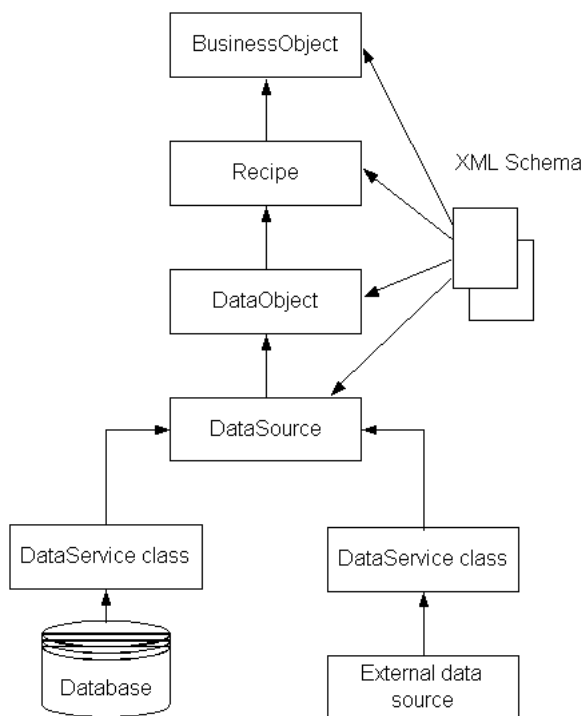 BusinessObject
XML Schema
Recipe
DataObject
DataSource
DataService class
DataService class
Database
External data
source